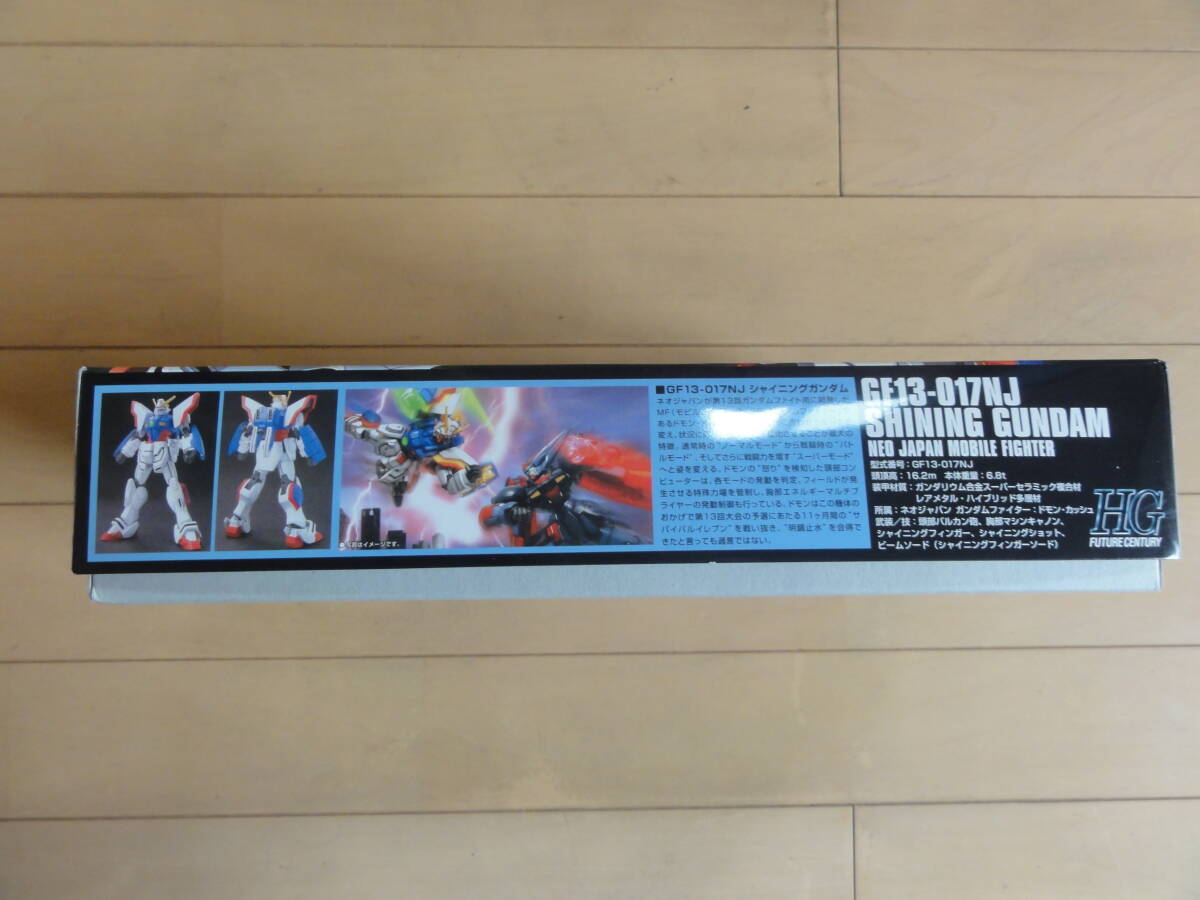 ●写真はイメージです。
■GF13-017NJ シャイニングガンダム
ネオジャパンが第13回ガンダムファイト用に開発した
MF(モビル
あるドモン・
変え、状況に
特徴。通常時の"ノーマルモード"から戦闘時の"バト
ルモード"、そしてさらに戦闘力を増す"スーパーモード"
へと姿を変える。ドモンの"怒り"を検知した頭部コン
ピューターは、各モードの発動を判定、フィールドが発
生させる特殊力場を管制し、胸部エネルギーマルチプ
ライヤーの発動制御も行っている。ドモンはこの機体の
おかげで第13回大会の予選にあたる11ヶ月間の"サ
バイバルイレブン"を戦い抜き、"明鏡止水"を会得で
きたと言っても過言ではない。
GF13-017NJ
SHINING GUNDAM
NEO JAPAN MOBILE FIGHTER
型式番号:GF13-017NJ
頭頂高:16.2m 本体重量:6.8t
装甲材質:ガンダリウム合金スーパーセラミック複合材
レアメタル・ハイブリッド多層材
所属:ネオジャパン ガンダムファイター:ドモン・カッシュ
武装/技:頭部バルカン砲、胸部マシンキャノン、
シャイニングフィンガー、シャイニングショット、
ビームソード(シャイニングフィンガーソード)
HG
FUTURE CENTURY